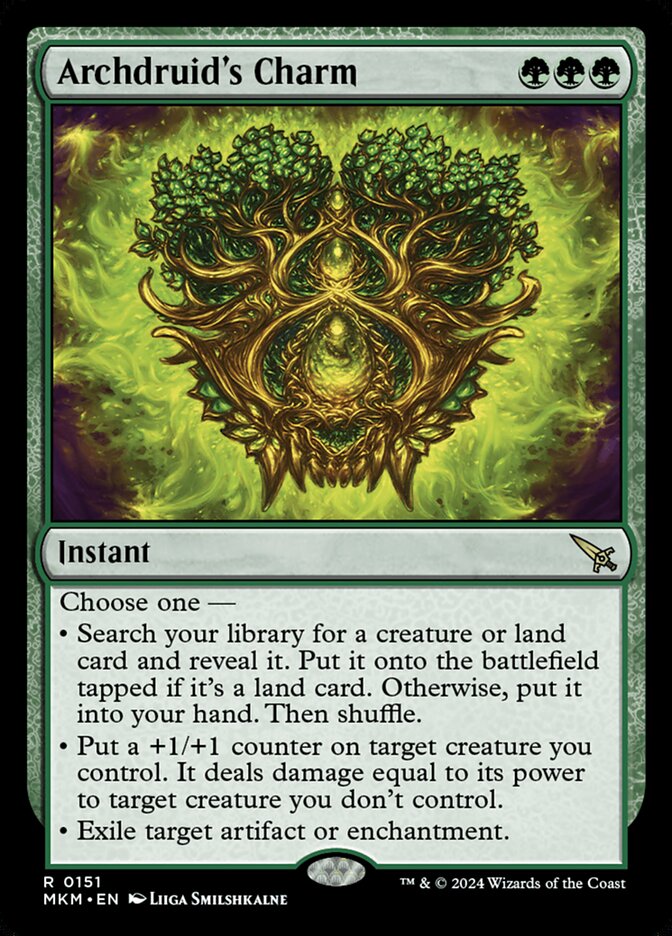 Archdruid's Charm
Instant
Choose one —
• Search your library for a creature or land
card and reveal it. Put it onto the battlefield
tapped if it's a land card. Otherwise, put it
into your hand. Then shuffle.
• Put a +1/+1 counter on target creature you
control. It deals damage equal to its power
to target creature you don't control.
• Exile target artifact or enchantment.
R 0151
MKM • EN Liiga Smilshkalne
™ & © 2024 Wizards of the Coast